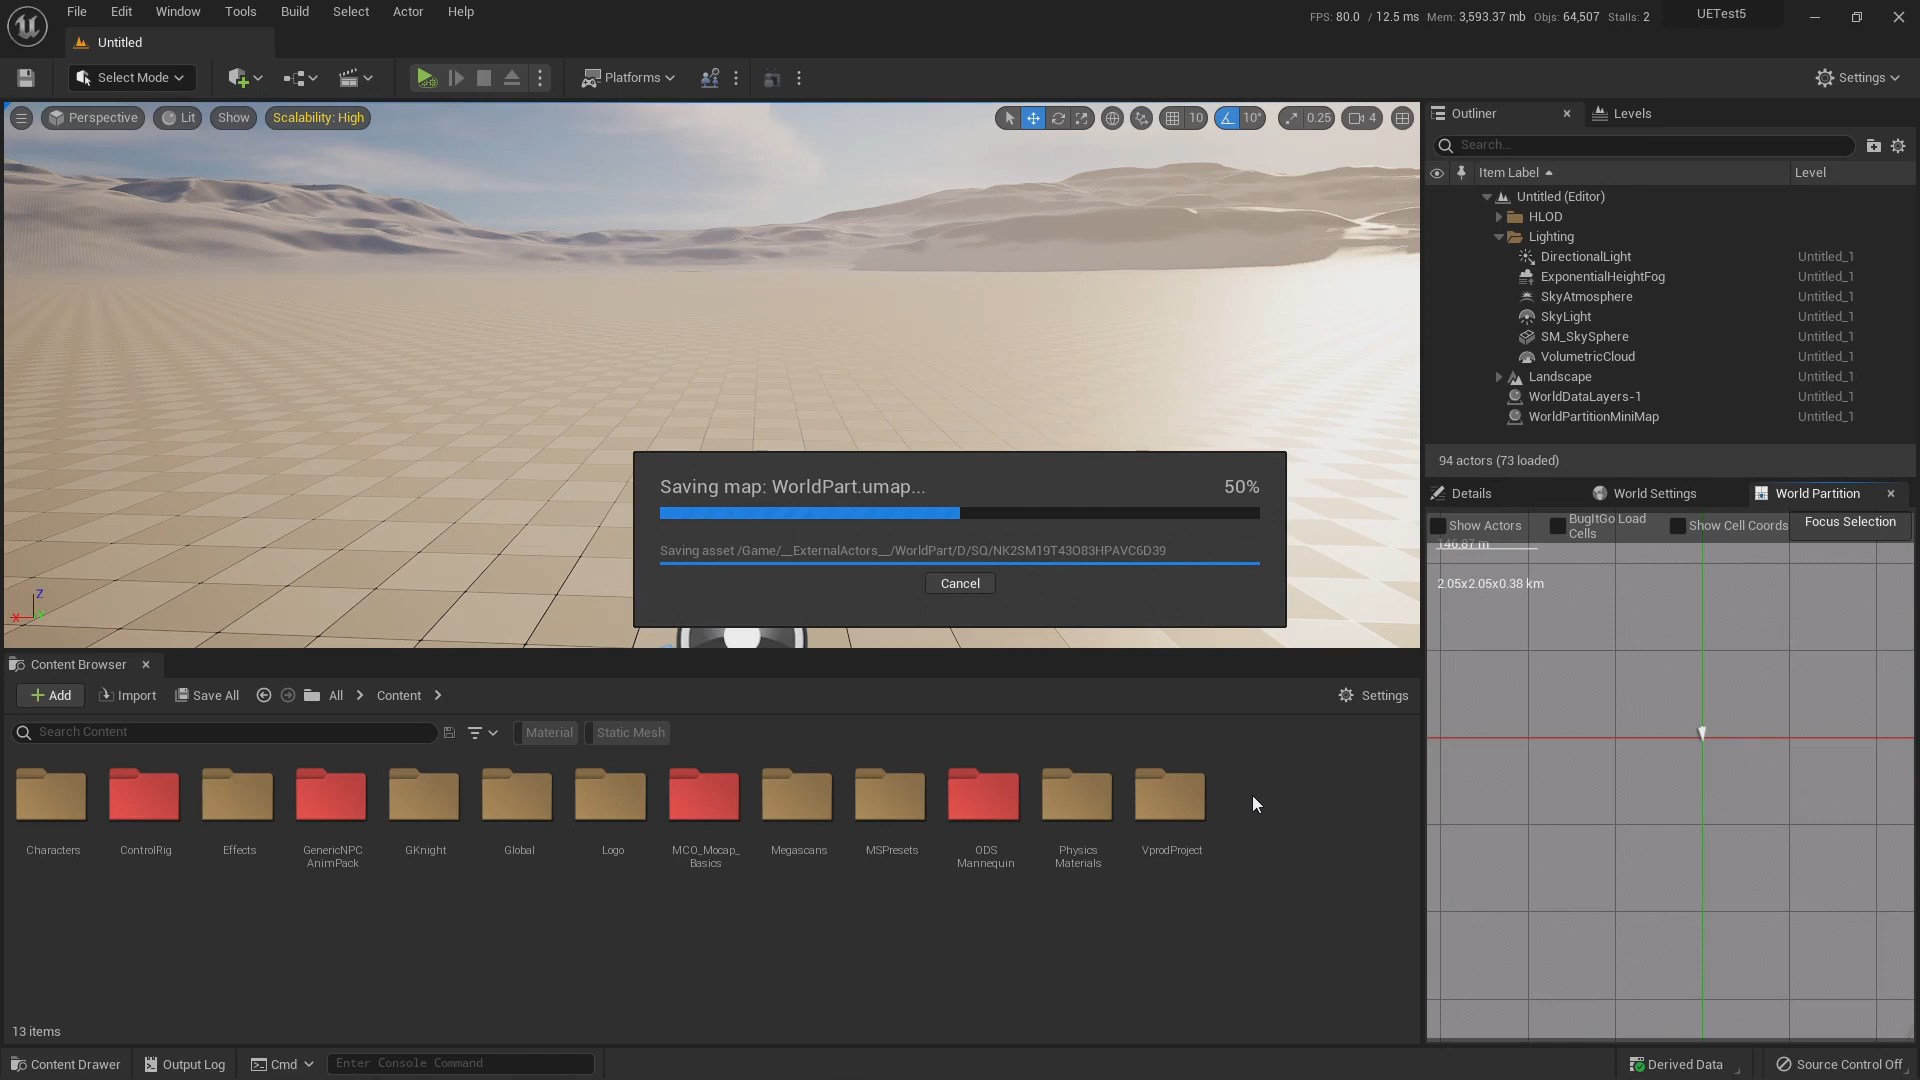 File Edit Window Tools Build Select Actor Help
FPS: 80.0 / 12.5 ms Mem: 3,593.37 mb Objs: 64,507 Stalls: 2
UETest5
Untitled
Select Mode
Platforms
Settings
Perspective Lit Show Scalability: High
10 10° 0.25 4
Outliner Levels
Search...
Item Label Level
Untitled (Editor)
HLOD
Lighting
DirectionalLight Untitled_1
ExponentialHeightFog Untitled_1
SkyAtmosphere Untitled_1
SkyLight Untitled_1
SM_SkySphere Untitled_1
VolumetricCloud Untitled_1
Landscape Untitled_1
WorldDataLayers-1 Untitled_1
WorldPartitionMiniMap Untitled_1
94 actors (73 loaded)
Saving map: WorldPart.umap... 50%
Saving asset /Game/__ExternalActors__/WorldPart/D/SQ/NK2SM19T43O83HPAVC6D39
Cancel
Z
X
Details World Settings World Partition
Show Actors BugItGo Load Cells Show Cell Coords Focus Selection
146.87 m
2.05x2.05x0.38 km
Content Browser
Add Import Save All All Content Settings
Search Content Material Static Mesh
Characters
ControlRig
Effects
GenericNPC
AnimPack
GKnight
Global
Logo
MCO_Mocap_
Basics
Megascans
MSPresets
ODS
Mannequin
Physics
Materials
VprodProject
13 items
Content Drawer Output Log Cmd Enter Console Command Derived Data Source Control Off